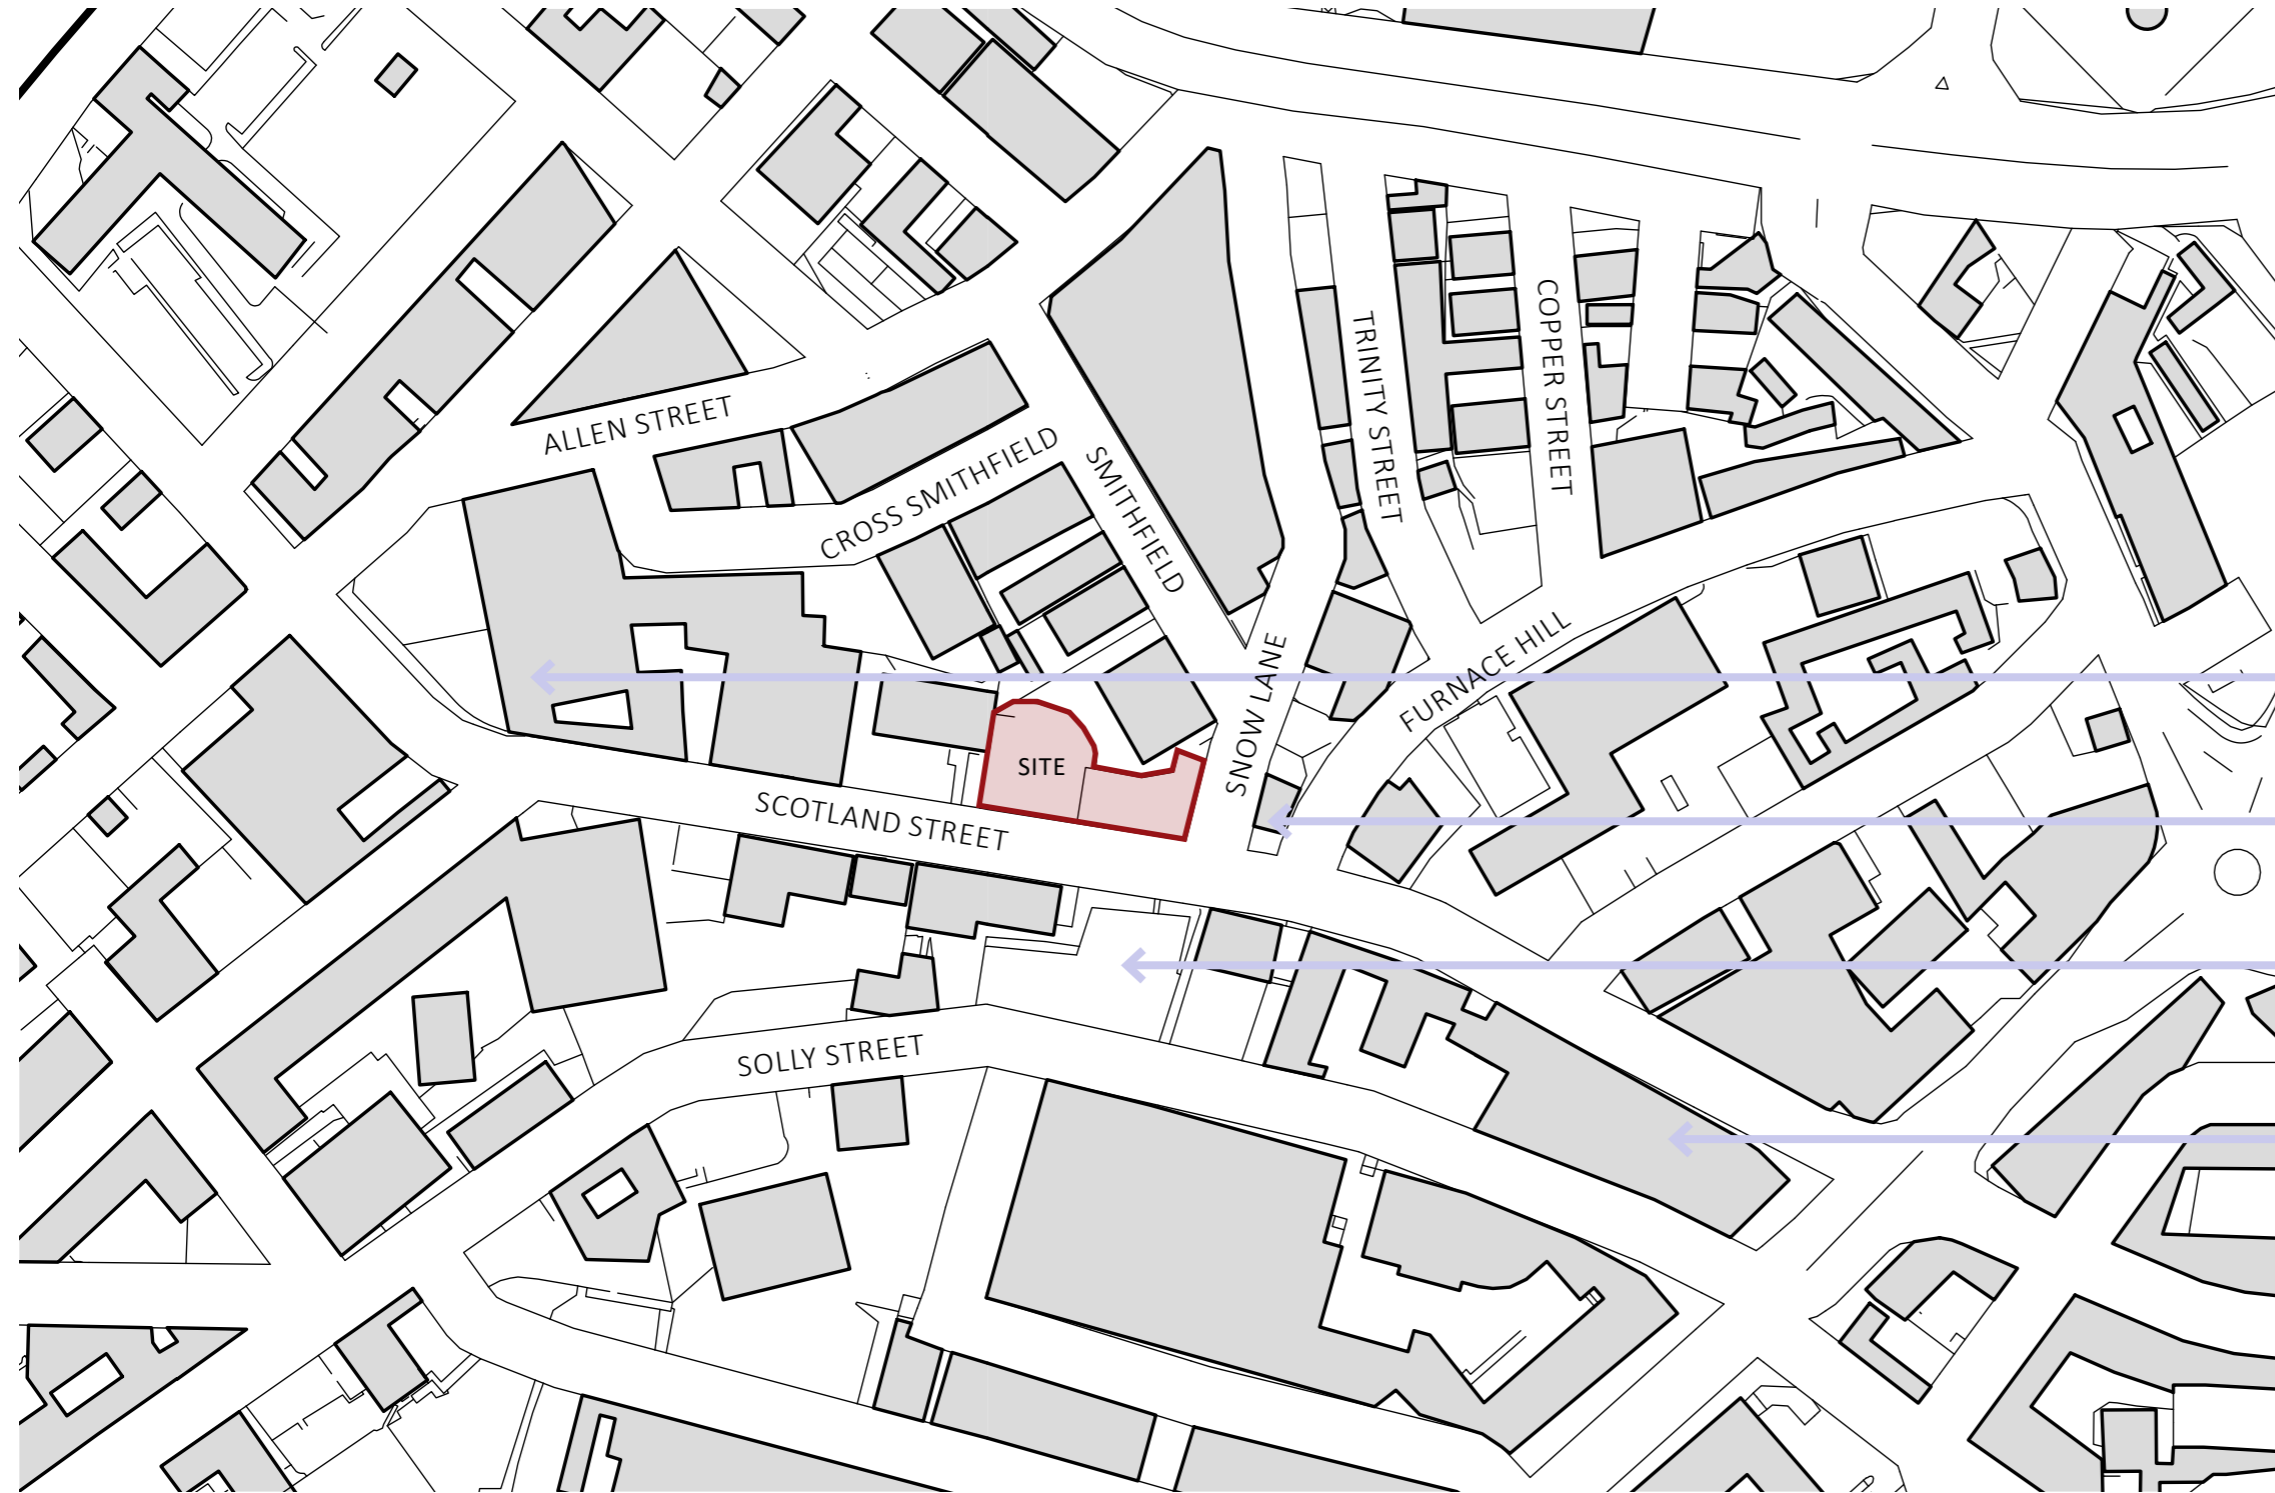 ALLEN STREET
CROSS SMITHFIELD
SMITHFIELD
TRINITY STREET
COPPER STREET
SNOW LANE
FURNACE HILL
SITE
SCOTLAND STREET
SOLLY STREET